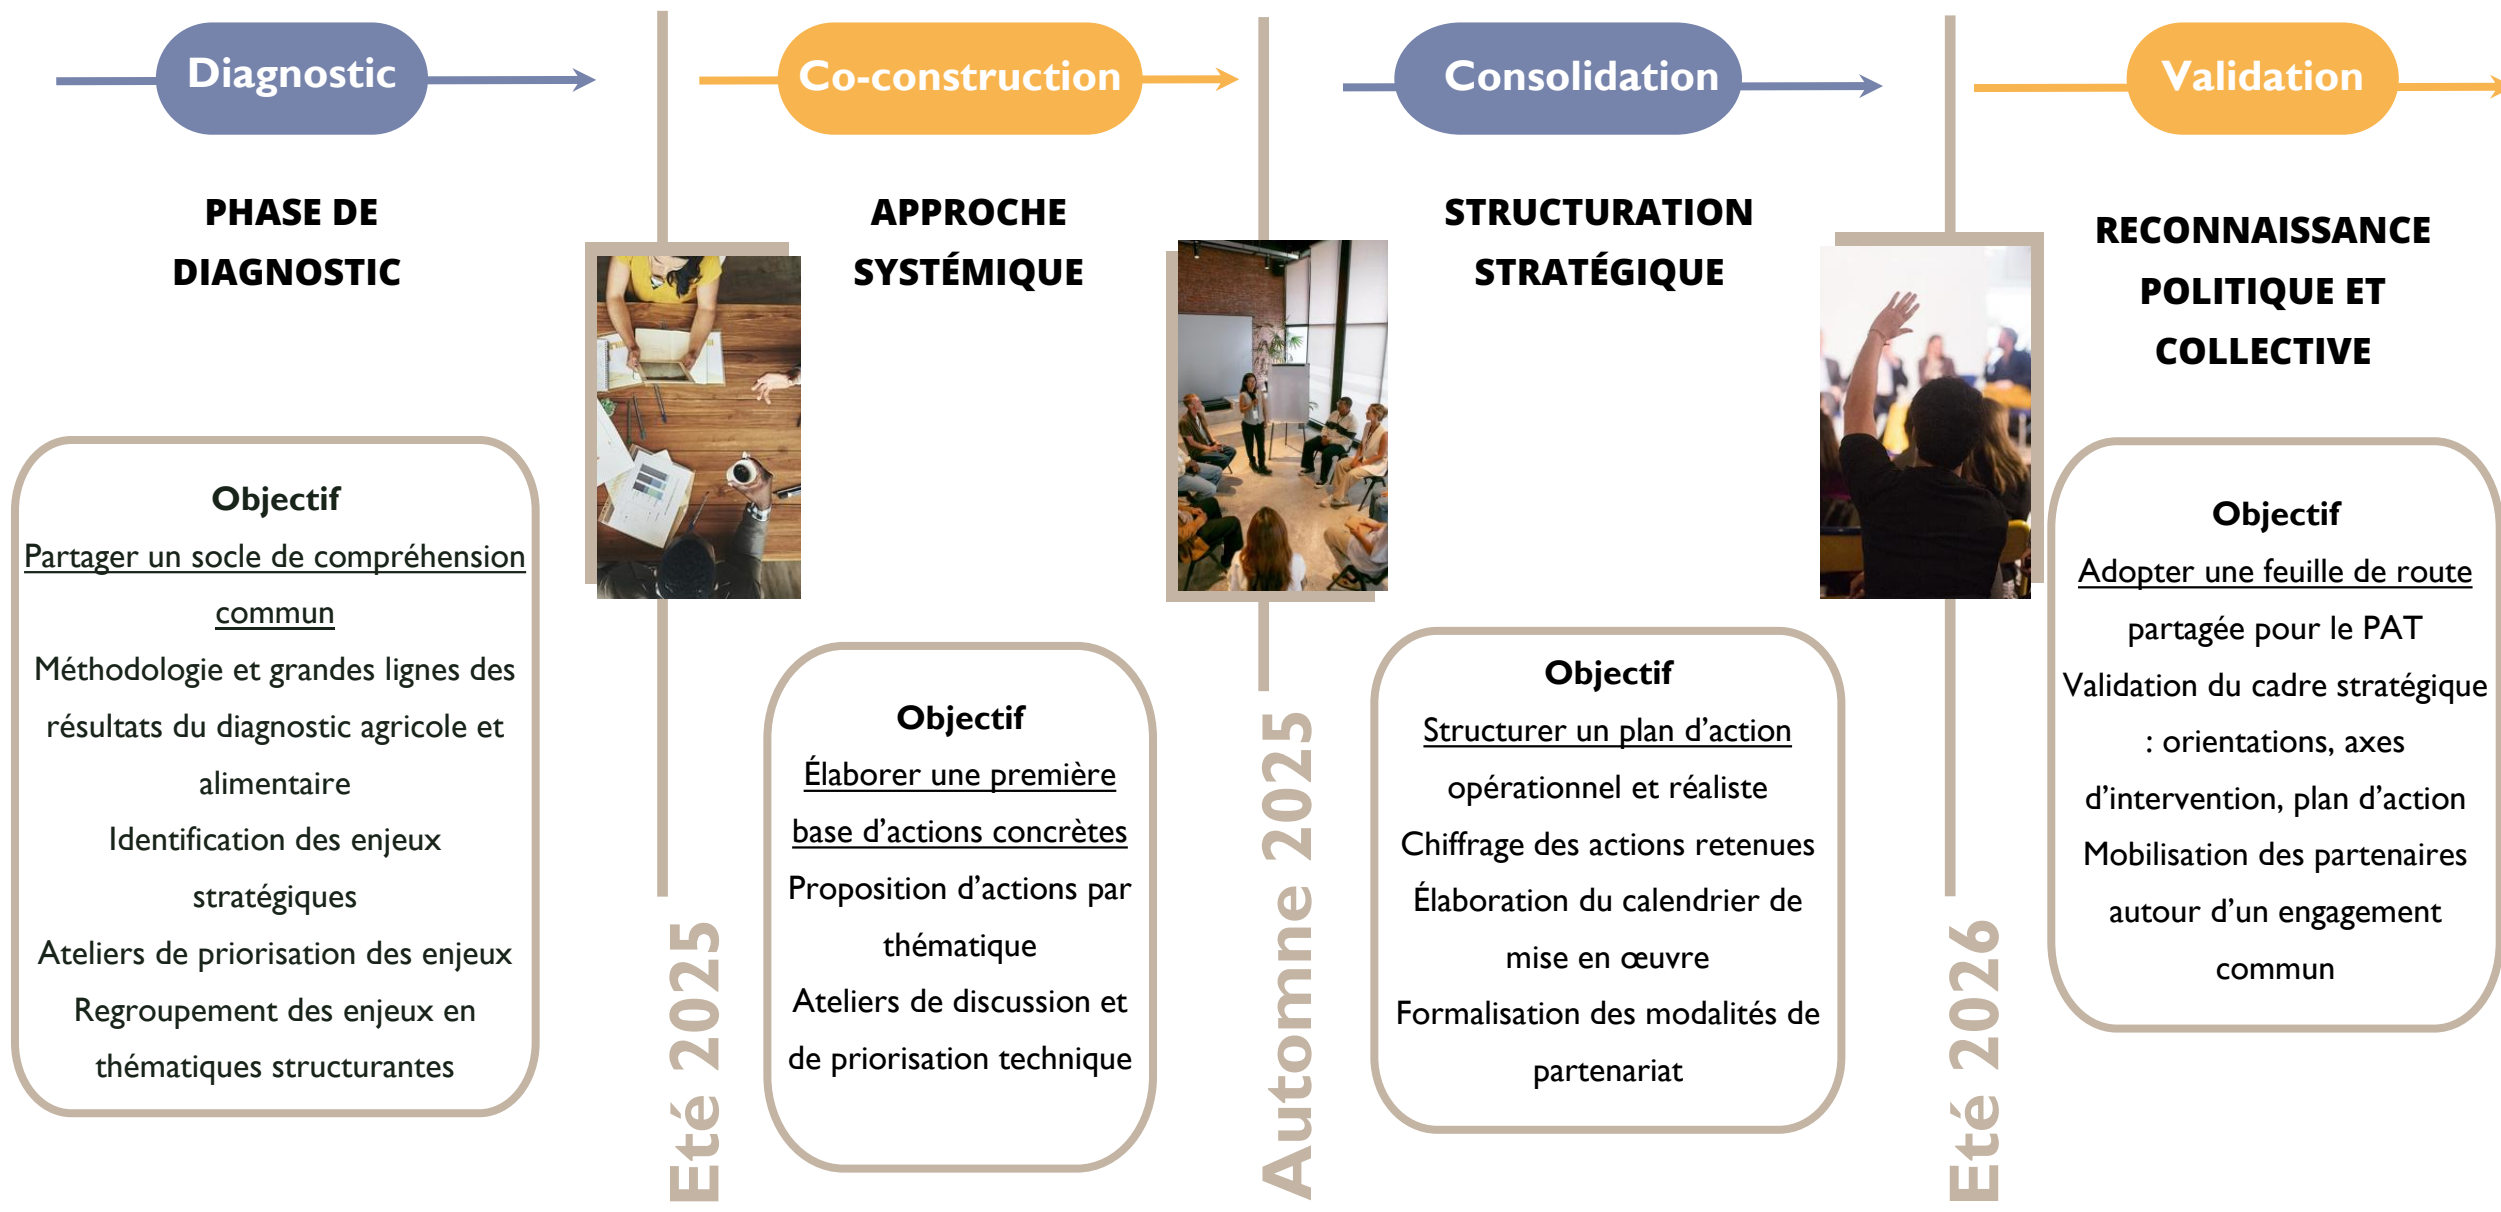 Diagnostic
PHASE DE
DIAGNOSTIC
Objectif
Partager un socle de compréhension
commun
Méthodologie et grandes lignes des
résultats du diagnostic agricole et
alimentaire
Identification des enjeux
stratégiques
Ateliers de priorisation des enjeux
Regroupement des enjeux en
thématiques structurantes
Eté 2025
Co-construction
APPROCHE
SYSTÉMIQUE
Objectif
Élaborer une première
base d’actions concrètes
Proposition d’actions par
thématique
Ateliers de discussion et
de priorisation technique
Automne 2025
Consolidation
STRUCTURATION
STRATÉGIQUE
Objectif
Structurer un plan d’action
opérationnel et réaliste
Chiffrage des actions retenues
Élaboration du calendrier de
mise en œuvre
Formalisation des modalités de
partenariat
Eté 2026
Validation
RECONNAISSANCE
POLITIQUE ET
COLLECTIVE
Objectif
Adopter une feuille de route
partagée pour le PAT
Validation du cadre stratégique
: orientations, axes
d’intervention, plan d’action
Mobilisation des partenaires
autour d’un engagement
commun